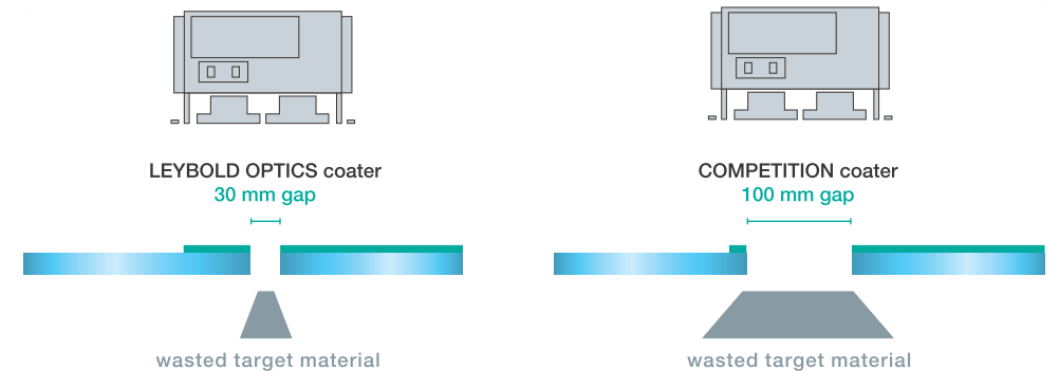 LEYBOLD OPTICS coater
30 mm gap
wasted target material
COMPETITION coater
100 mm gap
wasted target material